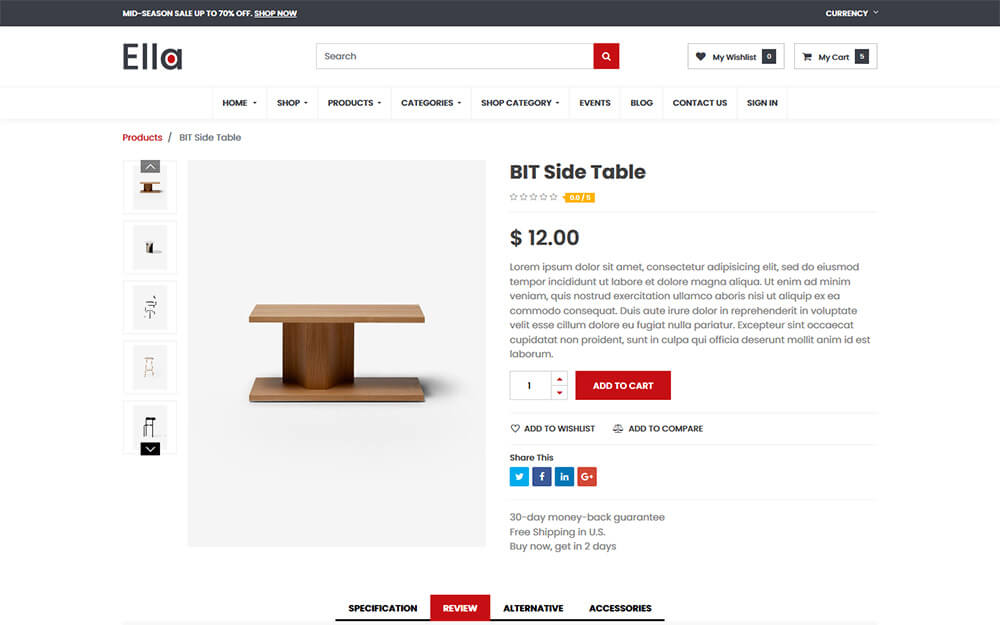 MID-SEASON SALE UP TO 70% OFF. SHOP NOW
CURRENCY
Ella
Search
My Wishlist 0
My Cart 5
HOME SHOP PRODUCTS CATEGORIES SHOP CATEGORY EVENTS BLOG CONTACT US SIGN IN
Products / BIT Side Table
BIT Side Table
0.0 / 5
$ 12.00
Lorem ipsum dolor sit amet, consectetur adipisicing elit, sed do eiusmod
tempor incididunt ut labore et dolore magna aliqua. Ut enim ad minim
veniam, quis nostrud exercitation ullamco aboris nisi ut aliquip ex ea
commodo consequat. Duis aute irure dolor in reprehenderit in voluptate
velit esse cillum dolore eu fugiat nulla pariatur. Excepteur sint occaecat
cupidatat non proident, sunt in culpa qui officia deserunt mollit anim id est
laborum.
1
ADD TO CART
ADD TO WISHLIST
ADD TO COMPARE
Share This
f in G+
30-day money-back guarantee
Free Shipping in U.S.
Buy now, get in 2 days
SPECIFICATION REVIEW ALTERNATIVE ACCESSORIES